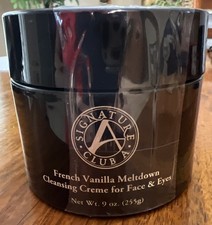 SIGNATURE
A
CLUB A
French Vanilla Meltdown
Cleansing Creme for Face & Eyes
Net Wt. 9 oz. (255g)